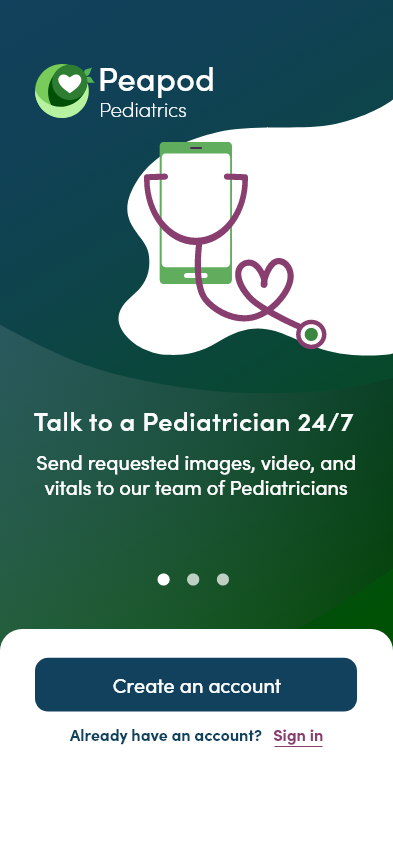 Peapod
Pediatrics
Talk to a Pediatrician 24/7
Send requested images, video, and
vitals to our team of Pediatricians
Create an account
Already have an account? Sign in